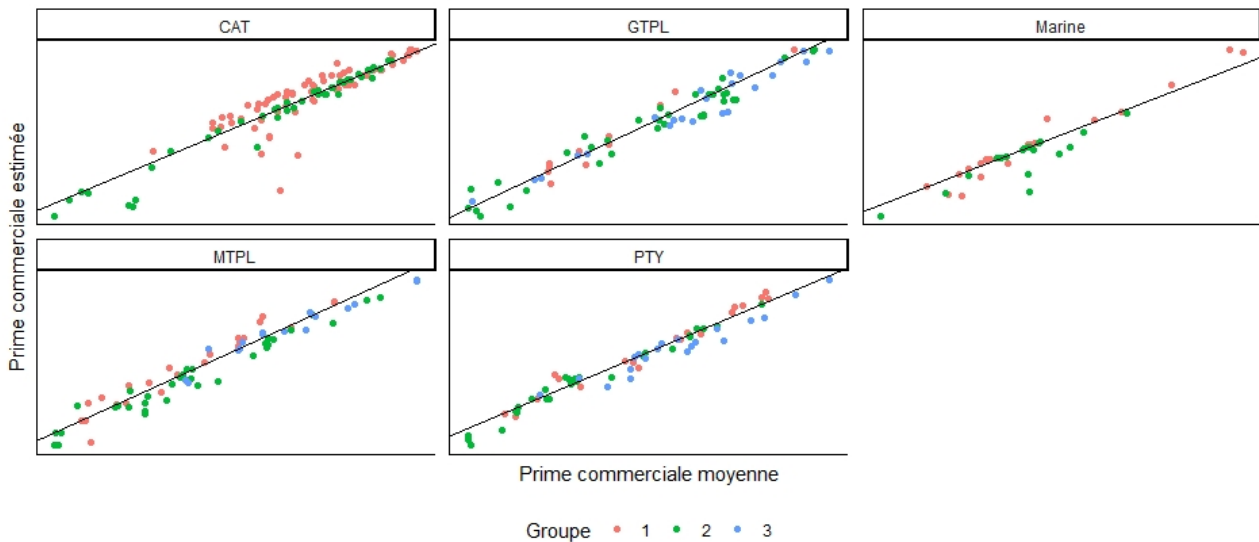 CAT
GTPL
Marine
Prime commerciale estimée
MTPL
PTY
Prime commerciale moyenne
Groupe 1 2 3